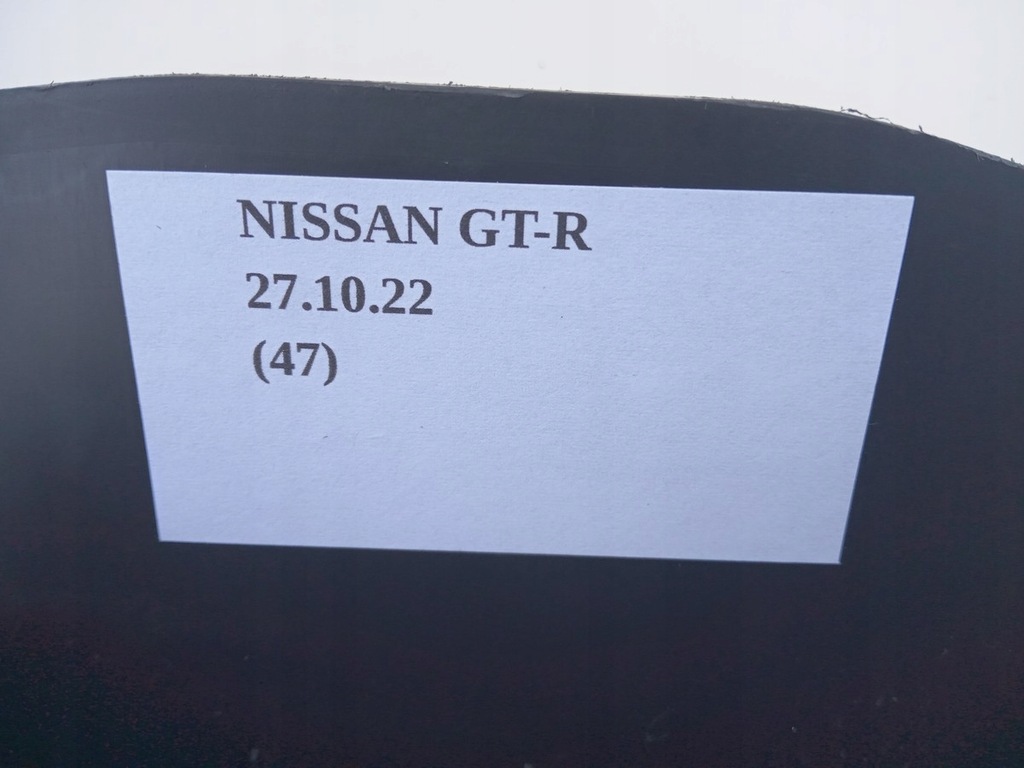 NISSAN GT-R
27.10.22
(47)